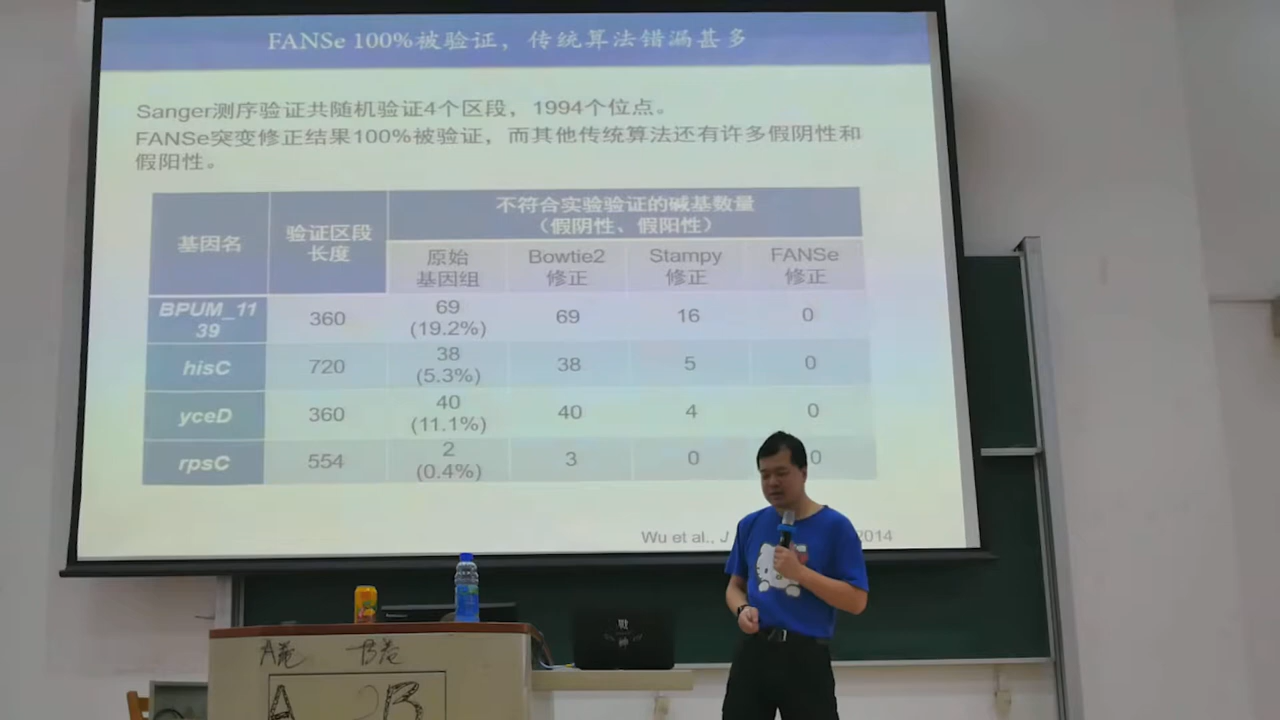 FANSe 100%被验证，传统算法错漏甚多
Sanger测序验证共随机验证4个区段，1994个位点。
FANSe突变修正结果100%被验证，而其他传统算法还有许多假阴性和
假阳性。
基因名
验证区段
长度
不符合实验验证的碱基数量
（假阴性、假阳性）
原始
基因组
Bowtie2
修正
Stampy
修正
FANSe
修正
BPUM_11
39
360
69
(19.2%)
69
16
0
hisC
720
38
(5.3%)
38
5
0
yceD
360
40
(11.1%)
40
4
0
rpsC
554
2
(0.4%)
3
0
0
Wu et al., J
2014
战
神
A B